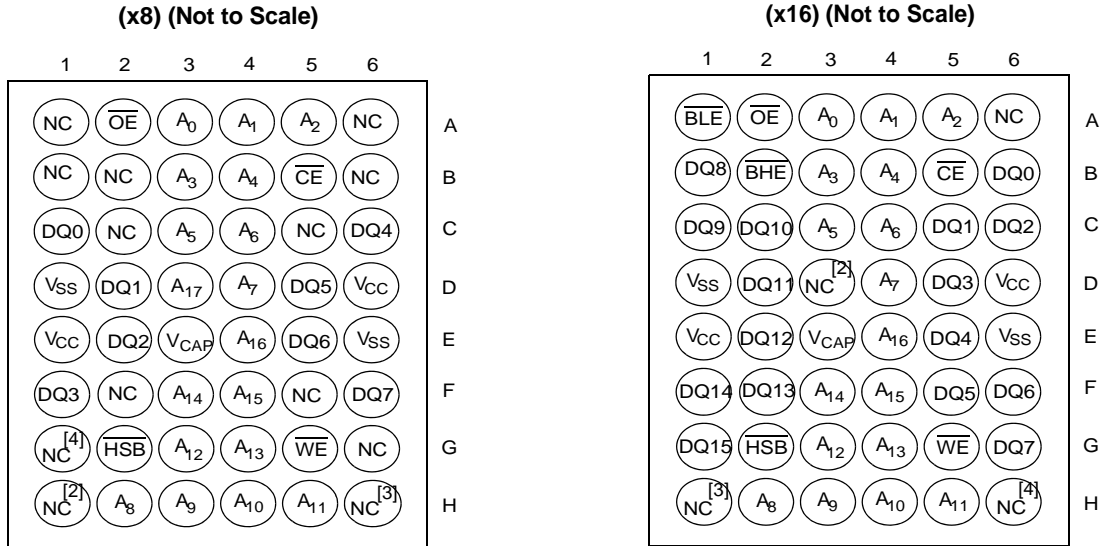 (x8) (Not to Scale)
1 2 3 4 5 6
NC OE A0 A1 A2 NC A
NC NC A3 A4 CE NC B
DQ0 NC A5 A6 NC DQ4 C
VSS DQ1 A17 A7 DQ5 VCC D
VCC DQ2 VCAP A16 DQ6 VSS E
DQ3 NC A14 A15 NC DQ7 F
NC[4] HSB A12 A13 WE NC G
NC[2] A8 A9 A10 A11 NC[3] H
(x16) (Not to Scale)
1 2 3 4 5 6
BLE OE A0 A1 A2 NC A
DQ8 BHE A3 A4 CE DQ0 B
DQ9 DQ10 A5 A6 DQ1 DQ2 C
VSS DQ11 NC[2] A7 DQ3 VCC D
VCC DQ12 VCAP A16 DQ4 VSS E
DQ14 DQ13 A14 A15 DQ5 DQ6 F
DQ15 HSB A12 A13 WE DQ7 G
NC[3] A8 A9 A10 A11 NC[4] H